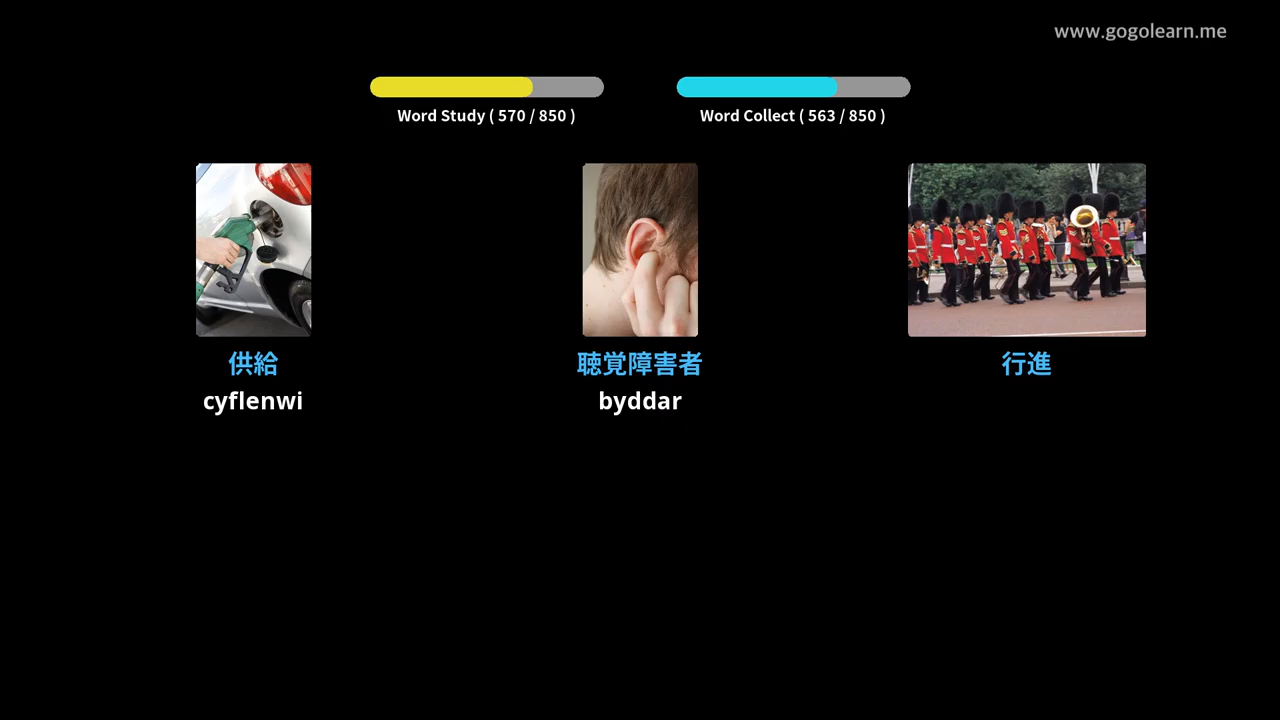 www.gogolearn.me
Word Study ( 570 / 850 )
Word Collect ( 563 / 850 )
供給
聴覚障害者
行進
cyflenwi
byddar